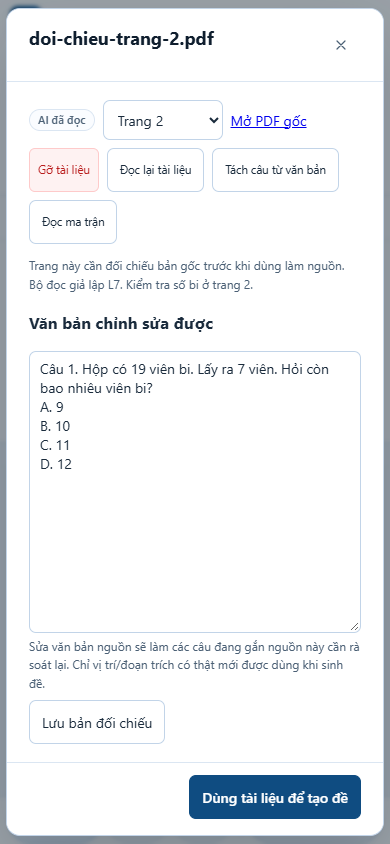 doi-chieu-trang-2.pdf
×
AI đã đọc
Trang 2
Mở PDF gốc
Gỡ tài liệu
Đọc lại tài liệu
Tách câu từ văn bản
Đọc ma trận
Trang này cần đối chiếu bản gốc trước khi dùng làm nguồn.
Bộ đọc giả lập L7. Kiểm tra số bi ở trang 2.
Văn bản chỉnh sửa được
Câu 1. Hộp có 19 viên bi. Lấy ra 7 viên. Hỏi còn
bao nhiêu viên bi?
A. 9
B. 10
C. 11
D. 12
Sửa văn bản nguồn sẽ làm các câu đang gắn nguồn này cần rà
soát lại. Chỉ vị trí/đoạn trích có thật mới được dùng khi sinh
đề.
Lưu bản đối chiếu
Dùng tài liệu để tạo đề